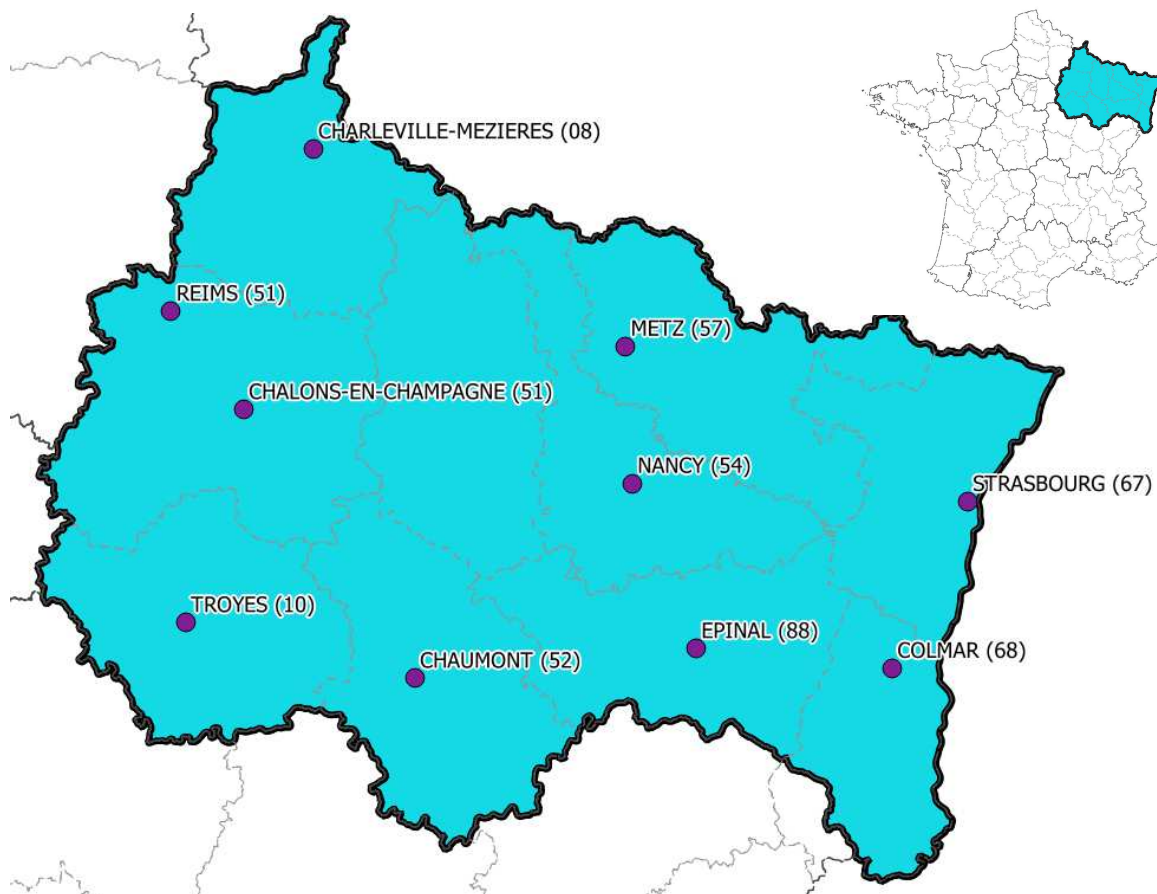 CHARLEVILLE-MEZIERES (08)
REIMS (51)
METZ (57)
CHALONS-EN-CHAMPAGNE (51)
NANCY (54)
STRASBOURG (67)
TROYES (10)
EPINAL (88)
CHAUMONT (52)
COLMAR (68)